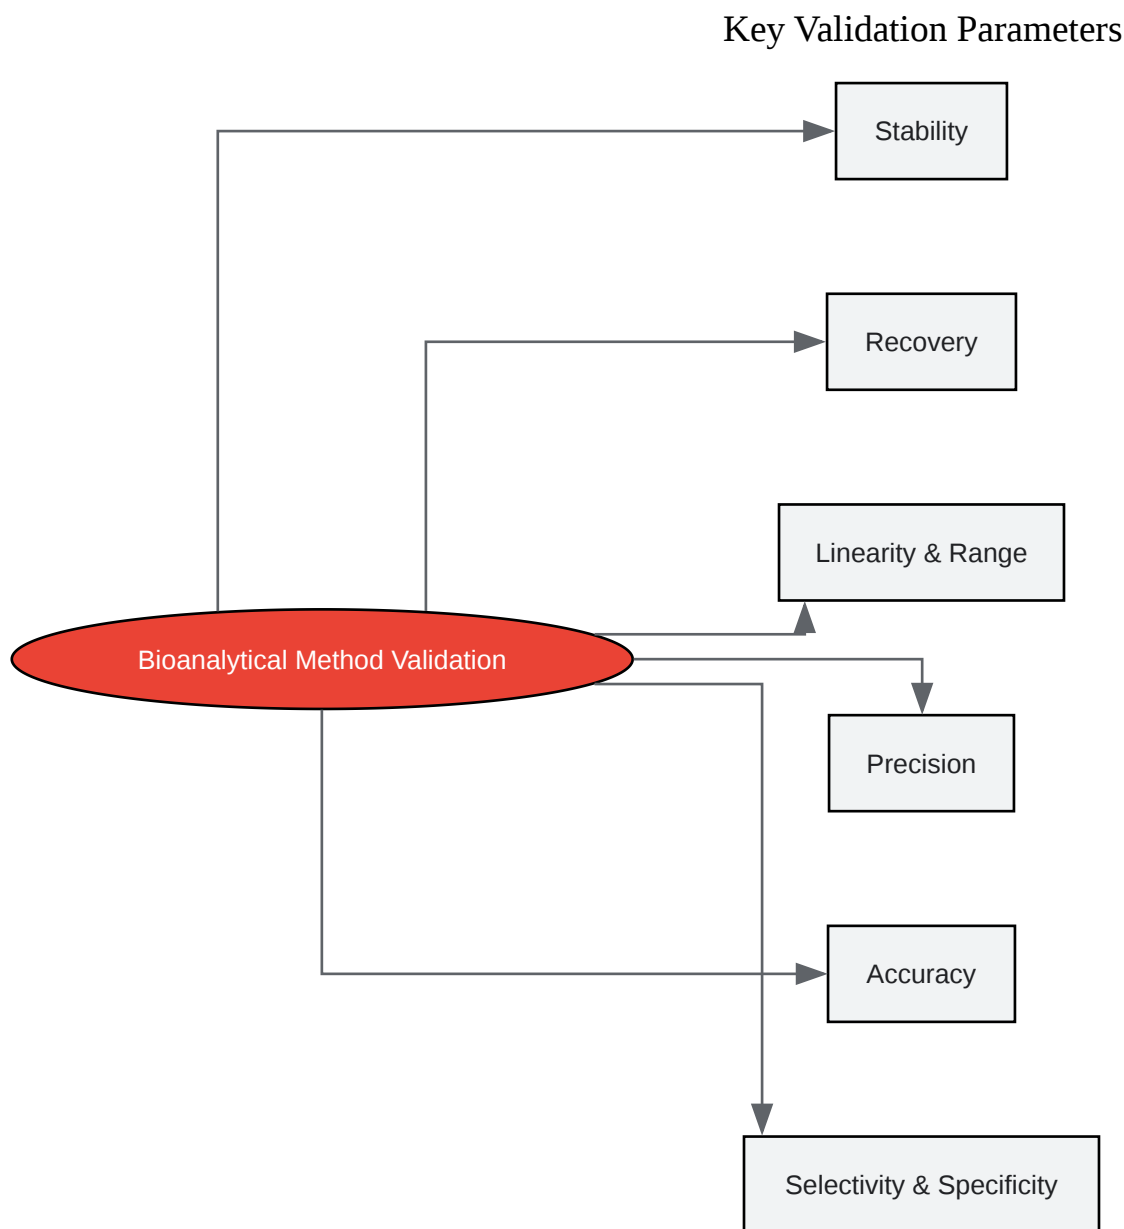 Key Validation Parameters
Stability
Recovery
Linearity & Range
Bioanalytical Method Validation
Precision
Accuracy
Selectivity & Specificity